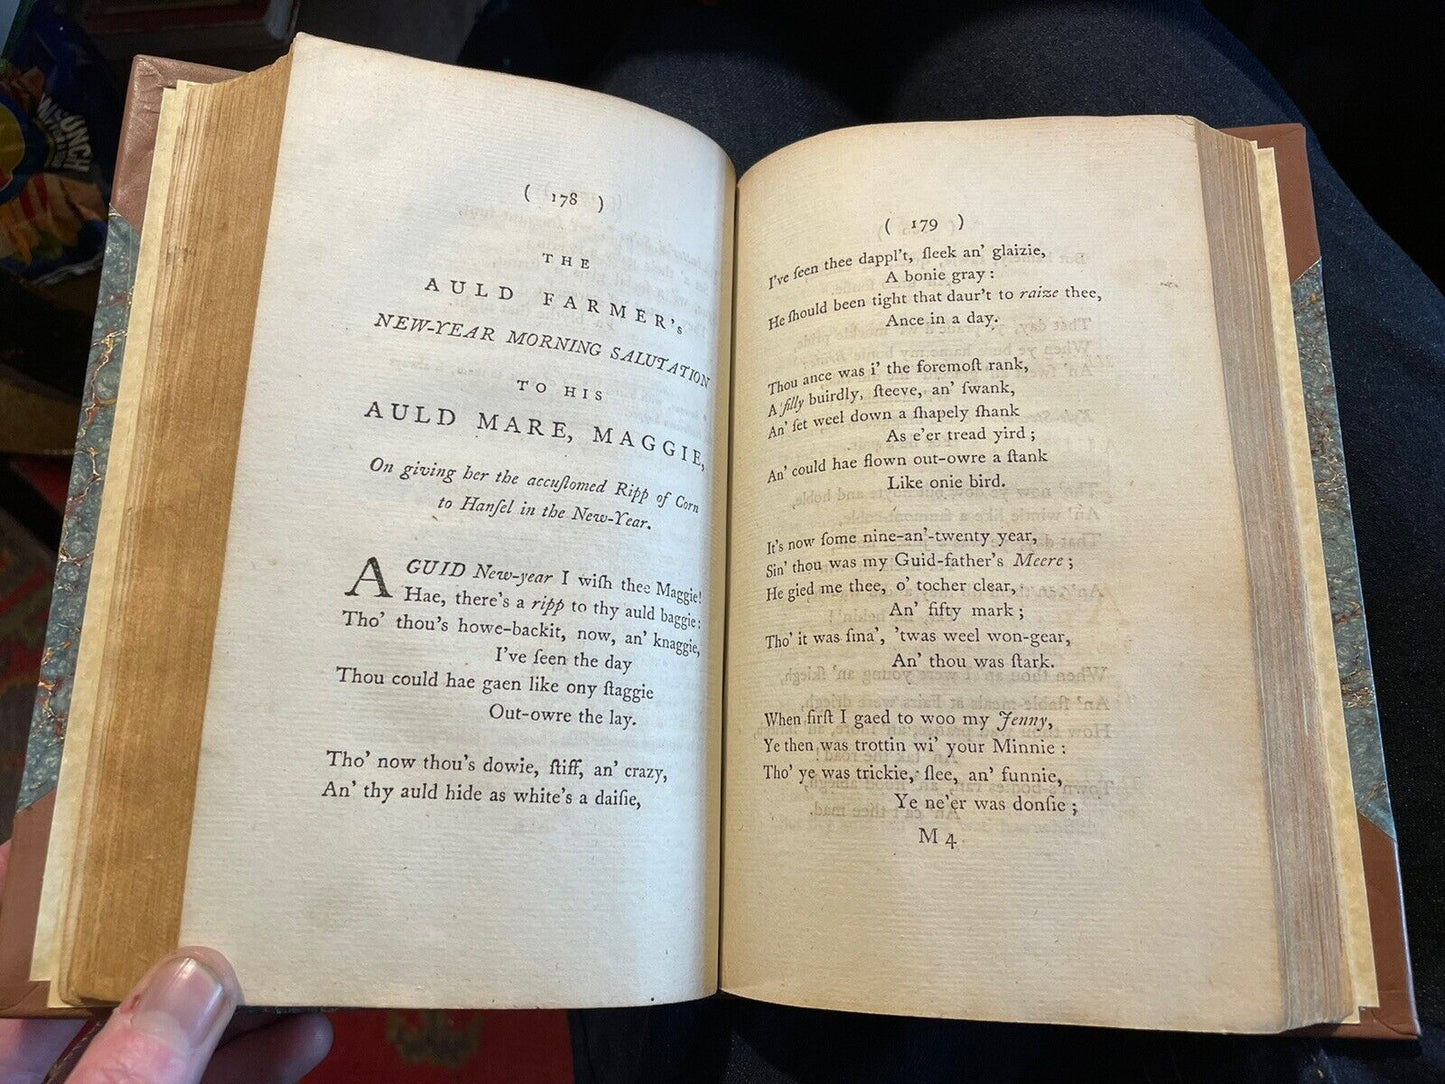 UNCH
( 178 )
THE
AULD FARMER's
NEW-YEAR MORNING SALUTATION
TO HIS
AULD MARE, MAGGIE,
On giving her the accuſtomed Ripp of Corn
to Hanſel in the New-Year.
A GUID New-year I wiſh thee Maggie!
Hae, there's a ripp to thy auld baggie:
Tho' thou's howe-backit, now, an' knaggie,
I've ſeen the day
Thou could hae gaen like ony ſtaggie
Out-owre the lay.
Tho' now thou's dowie, ſtiff, an' crazy,
An' thy auld hide as white's a daiſie,
( 179 )
I've ſeen thee dappl't, ſleek an' glaizie,
A bonie gray:
He ſhould been tight that daur't to raize thee,
Ance in a day.
Thou ance was i' the foremoſt rank,
A filly buirdly, ſteeve, an' ſwank,
An' ſet weel down a ſhapely ſhank
As e'er tread yird;
An' could hae flown out-owre a ſtank
Like onie bird.
It's now ſome nine-an'-twenty year,
Sin' thou was my Guid-father's Meere;
He gied me thee, o' tocher clear,
An' fifty mark;
Tho' it was ſma', 'twas weel won-gear,
An' thou was ſtark.
When firſt I gaed to woo my Jenny,
Ye then was trottin wi' your Minnie:
Tho' ye was trickie, ſlee, an' funnie,
Ye ne'er was donſie;
M 4